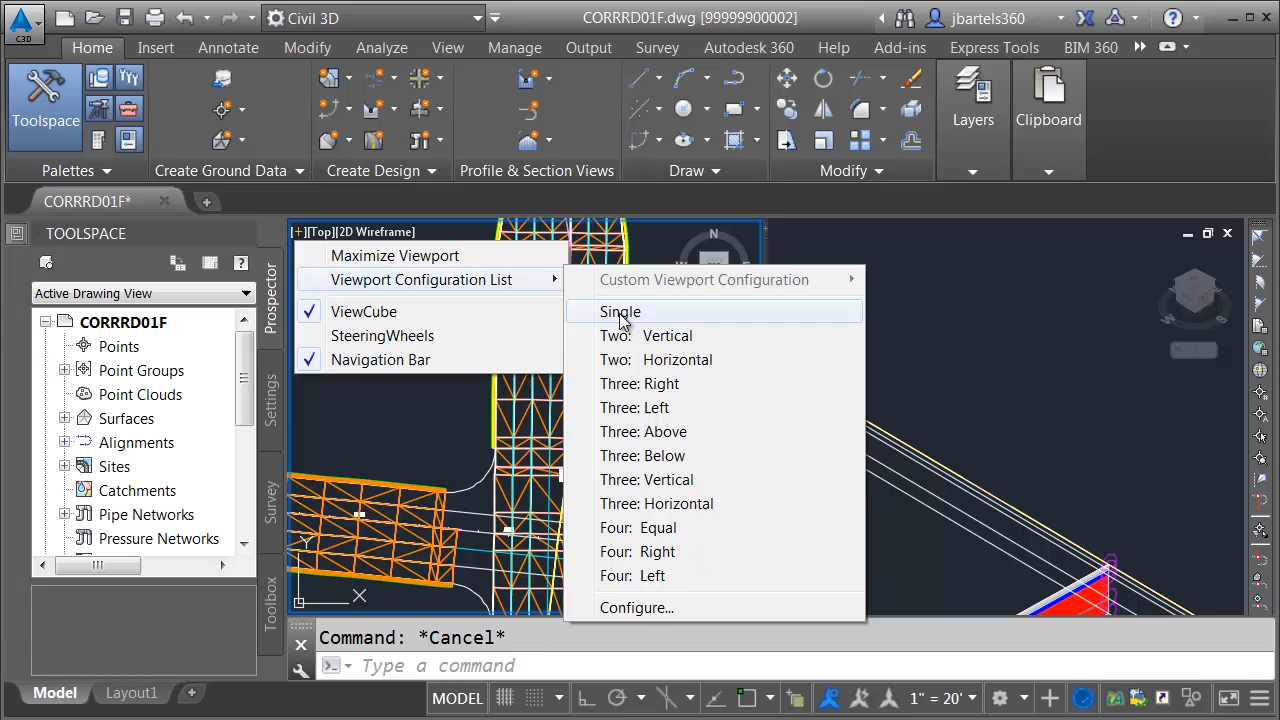 Civil 3D
CORRRD01F.dwg [99999900002]
jbartels360
C3D
Home Insert Annotate Modify Analyze View Manage Output Survey Autodesk 360 Help Add-ins Express Tools BIM 360
Toolspace
Layers
Clipboard
Palettes
Create Ground Data
Create Design
Profile & Section Views
Draw
Modify
CORRRD01F*
TOOLSPACE
Active Drawing View
CORRRD01F
Points
Point Groups
Point Clouds
Surfaces
Alignments
Sites
Catchments
Pipe Networks
Pressure Networks
Prospector
Settings
Survey
Toolbox
[+][Top][2D Wireframe]
N
Maximize Viewport
Viewport Configuration List
ViewCube
SteeringWheels
Navigation Bar
Custom Viewport Configuration
Single
Two: Vertical
Two: Horizontal
Three: Right
Three: Left
Three: Above
Three: Below
Three: Vertical
Three: Horizontal
Four: Equal
Four: Right
Four: Left
Configure...
Y
X
Command: *Cancel*
Type a command
Model Layout1
MODEL
1" = 20'